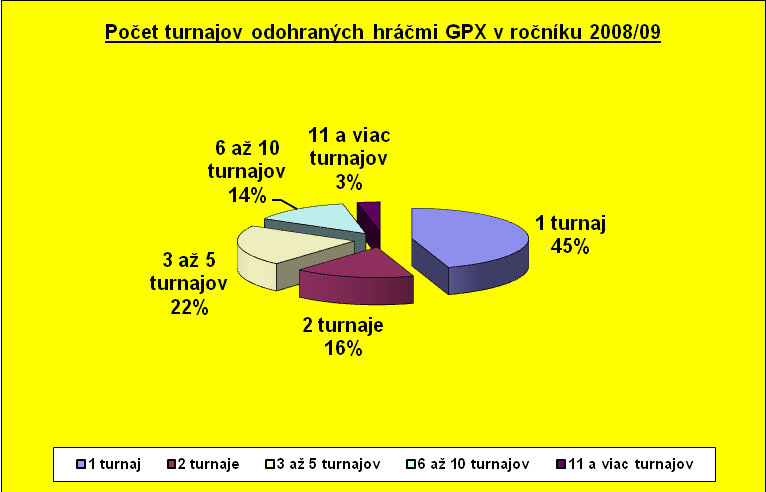 Počet turnajov odohraných hráčmi GPX v ročníku 2008/09
11 a viac
turnajov
3%
6 až 10
turnajov
14%
1 turnaj
45%
3 až 5
turnajov
22%
2 turnaje
16%
1 turnaj 2 turnaje 3 až 5 turnajov 6 až 10 turnajov 11 a viac turnajov